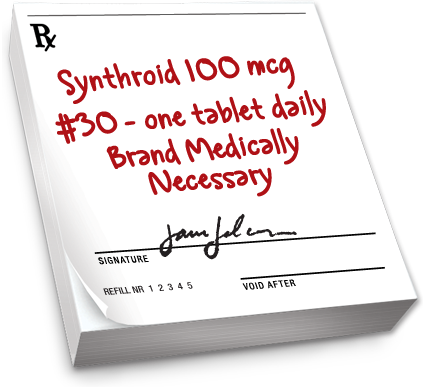 Rx
Synthroid 100 mcg
#30 - one tablet daily
Brand Medically
Necessary
SIGNATURE
REFILL NR 1 2 3 4 5
VOID AFTER